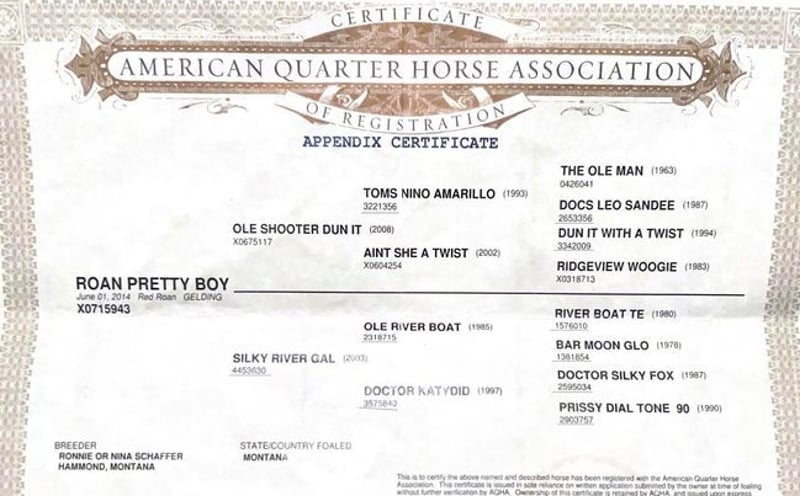 CERTIFICATE
AMERICAN QUARTER HORSE ASSOCIATION
OF REGISTRATION
APPENDIX CERTIFICATE
THE OLE MAN (1963)
0426041
TOMS NINO AMARILLO (1993)
3221356
DOCS LEO SANDEE (1987)
2653356
OLE SHOOTER DUN IT (2008)
X0675117
DUN IT WITH A TWIST (1994)
3342009
AINT SHE A TWIST (2002)
X0604254
RIDGEVIEW WOOGIE (1983)
X0318713
ROAN PRETTY BOY
June 01, 2014 Red Roan GELDING
X0715943
RIVER BOAT TE (1980)
1576010
OLE RIVER BOAT (1985)
2318715
BAR MOON GLO (1978)
1381854
SILKY RIVER GAL (2003)
4453630
DOCTOR SILKY FOX (1987)
2595034
DOCTOR KATYDID (1997)
3575840
PRISSY DIAL TONE 90 (1990)
2903757
BREEDER
RONNIE OR NINA SCHAFFER
HAMMOND, MONTANA
STATE/COUNTRY FOALED
MONTANA
This is to certify the above named and described horse has been registered with the American Quarter Horse
Association. This certificate is issued in sole reliance on written application submitted by the owner at time of foaling
without further verification by AQHA. Ownership of this certificate is retained by AQHA, and issued upon express